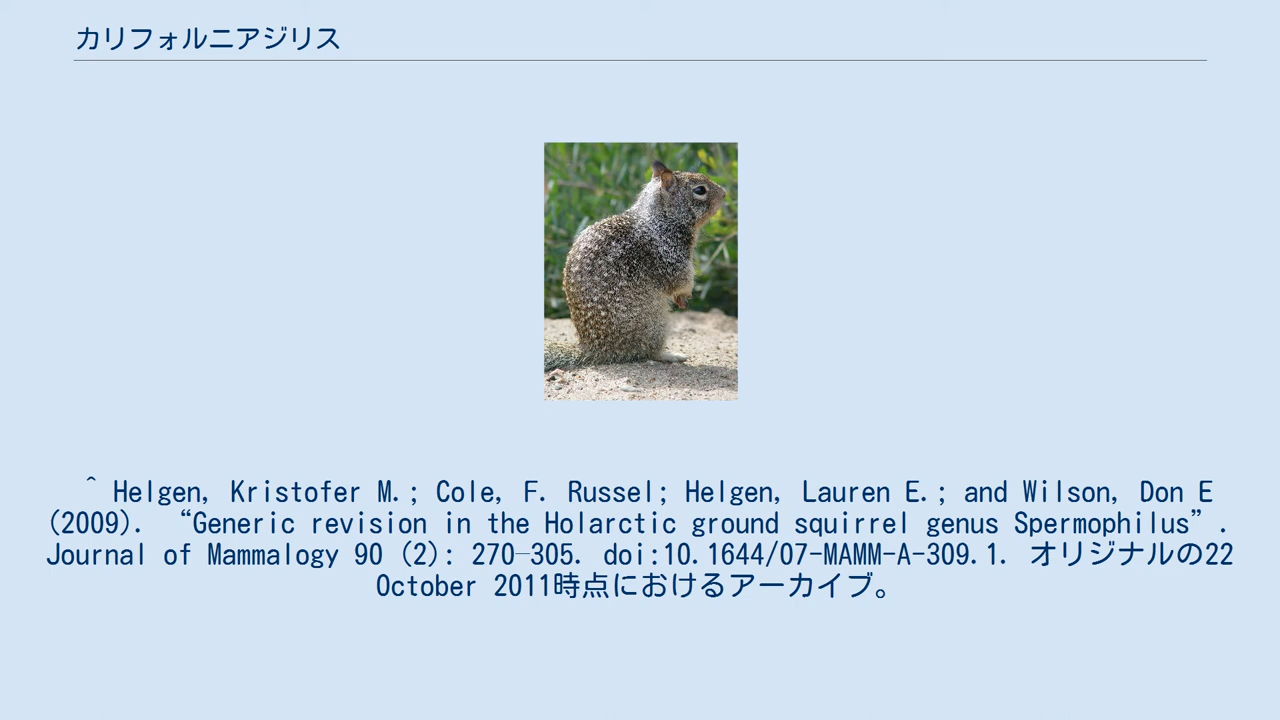 カリフォルニアジリス
^ Helgen, Kristofer M.; Cole, F. Russel; Helgen, Lauren E.; and Wilson, Don E
(2009). “Generic revision in the Holarctic ground squirrel genus Spermophilus”.
Journal of Mammalogy 90 (2): 270–305. doi:10.1644/07-MAMM-A-309.1. オリジナルの22
October 2011時点におけるアーカイブ。